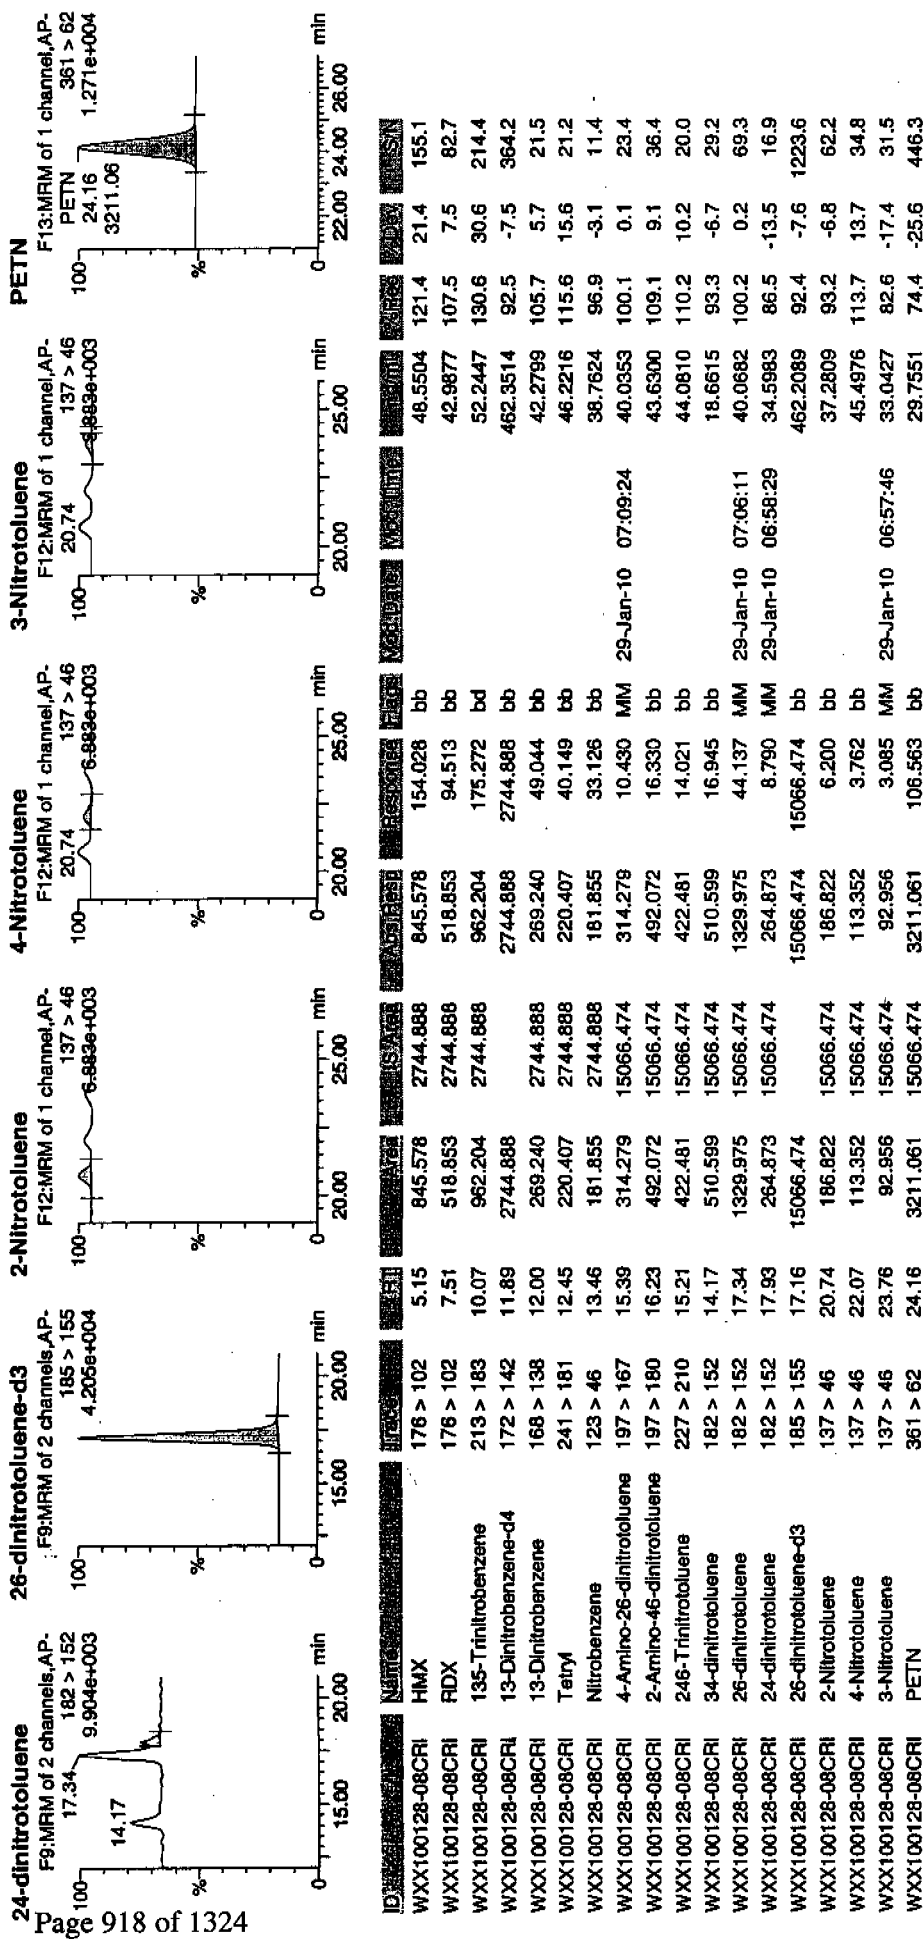 24-dinitrotoluene
F9:MRM of 2 channels,AP-
182 > 152
9.904e+003
17.34
14.17
100
%
0
15.00
20.00
26-dinitrotoluene-d3
F9:MRM of 2 channels,AP-
185 > 155
4.205e+004
100
%
0
15.00
20.00
min
2-Nitrotoluene
F12:MRM of 1 channel,AP-
137 > 46
6.883e+003
100
%
0
20.00
25.00
min
4-Nitrotoluene
F12:MRM of 1 channel,AP-
137 > 46
6.883e+003
20.74
100
%
0
20.00
25.00
min
3-Nitrotoluene
F12:MRM of 1 channel,AP-
137 > 46
20.74
100
%
0
20.00
25.00
min
PETN
F13:MRM of 1 channel,AP-
361 > 62
1.271e+004
PETN
24.16
3211.06
100
%
0
22.00
24.00
26.00
min
ID Name Trace RT Area IS Area Abs Resp Response Flags Mod Date Mod Time %Rec %Dev S/N
WXX100128-08CRI HMX 176 > 102 5.15 845.578 2744.888 845.578 154.028 bb 48.5504 121.4 21.4 155.1
WXX100128-08CRI RDX 176 > 102 7.51 518.853 2744.888 518.853 94.513 bb 42.9877 107.5 7.5 82.7
WXX100128-08CRI 135-Trinitrobenzene 213 > 183 10.07 962.204 2744.888 962.204 175.272 bd 52.2447 130.6 30.6 214.4
WXX100128-08CRI 13-Dinitrobenzene-d4 172 > 142 11.89 2744.888 2744.888 2744.888 bb 462.3514 92.5 -7.5 364.2
WXX100128-08CRI 13-Dinitrobenzene 168 > 138 12.00 269.240 2744.888 269.240 49.044 bb 42.2799 105.7 5.7 21.5
WXX100128-08CRI Tetryl 241 > 181 12.45 220.407 2744.888 220.407 40.149 bb 46.2216 115.6 15.6 21.2
WXX100128-08CRI Nitrobenzene 123 > 46 13.46 181.855 2744.888 181.855 33.126 bb 38.7624 96.9 -3.1 11.4
WXX100128-08CRI 4-Amino-26-dinitrotoluene 197 > 167 15.39 314.279 15066.474 314.279 10.430 MM 29-Jan-10 07:09:24 40.0353 100.1 0.1 23.4
WXX100128-08CRI 2-Amino-46-dinitrotoluene 197 > 180 16.23 492.072 15066.474 492.072 16.330 bb 43.6300 109.1 9.1 36.4
WXX100128-08CRI 246-Trinitrotoluene 227 > 210 15.21 422.481 15066.474 422.481 14.021 bb 44.0810 110.2 10.2 20.0
WXX100128-08CRI 34-dinitrotoluene 182 > 152 14.17 510.599 15066.474 510.599 16.945 bb 18.6615 93.3 -6.7 29.2
WXX100128-08CRI 26-dinitrotoluene 182 > 152 17.34 1329.975 15066.474 1329.975 44.137 MM 29-Jan-10 07:06:11 40.0682 100.2 0.2 69.3
WXX100128-08CRI 24-dinitrotoluene 182 > 152 17.93 264.873 15066.474 264.873 8.790 MM 29-Jan-10 06:58:29 34.5983 86.5 -13.5 16.9
WXX100128-08CRI 26-dinitrotoluene-d3 185 > 155 17.16 15066.474 15066.474 15066.474 bb 462.2089 92.4 -7.6 1223.6
WXX100128-08CRI 2-Nitrotoluene 137 > 46 20.74 186.822 15066.474 186.822 6.200 bb 37.2809 93.2 -6.8 62.2
WXX100128-08CRI 4-Nitrotoluene 137 > 46 22.07 113.352 15066.474 113.352 3.762 bb 45.4976 113.7 13.7 34.8
WXX100128-08CRI 3-Nitrotoluene 137 > 46 23.76 92.956 15066.474 92.956 3.085 MM 29-Jan-10 06:57:46 33.0427 82.6 -17.4 31.5
WXX100128-08CRI PETN 361 > 62 24.16 3211.061 15066.474 3211.061 106.563 bb 29.7551 74.4 -25.6 446.3
Page 918 of 1324